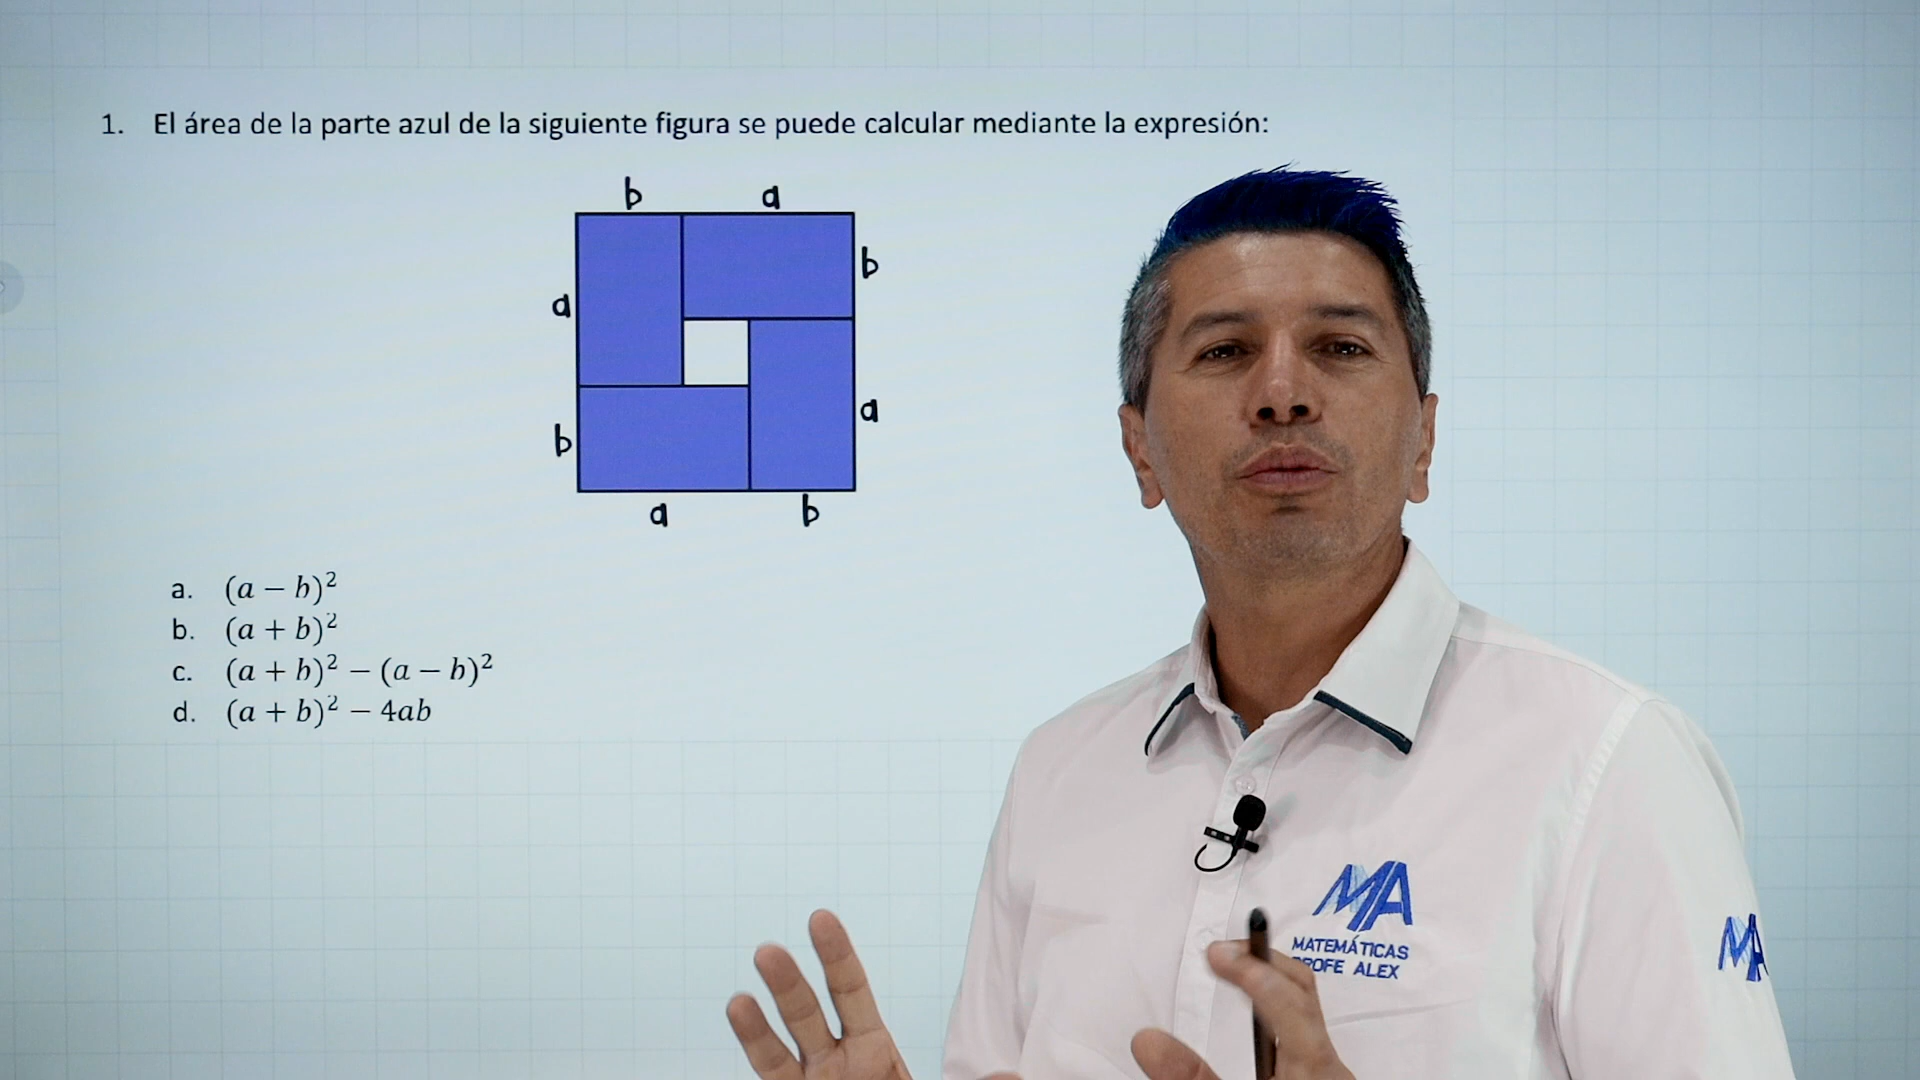 1. El área de la parte azul de la siguiente figura se puede calcular mediante la expresión:
b a
b
a
a
b
a b
a. (a − b)²
b. (a + b)²
c. (a + b)² − (a − b)²
d. (a + b)² − 4ab
MA
MATEMÁTICAS
PROFE ALEX
MA